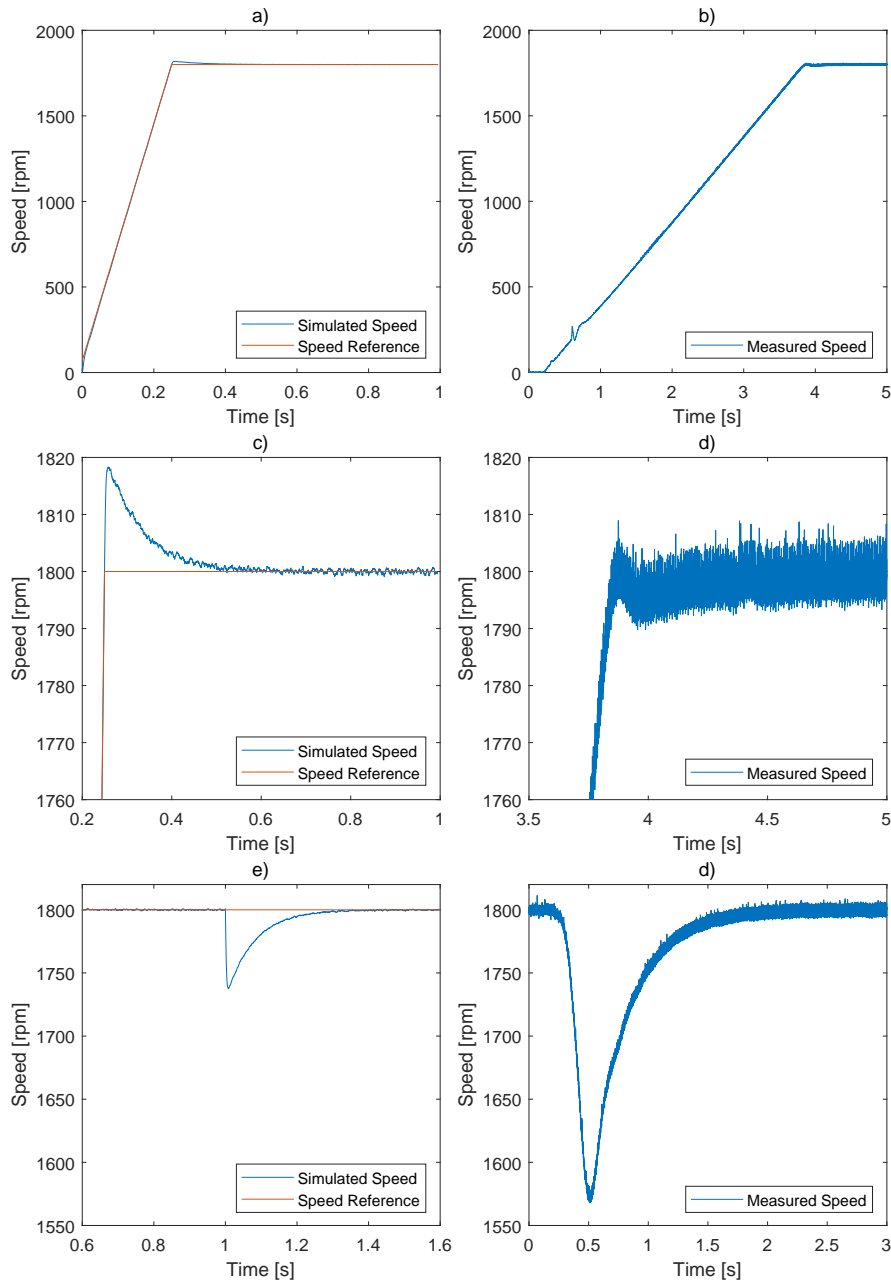 a)
2000
1500
1000
500
0
Speed [rpm]
Simulated Speed
Speed Reference
0 0.2 0.4 0.6 0.8 1
Time [s]
b)
2000
1500
1000
500
0
Speed [rpm]
Measured Speed
0 1 2 3 4 5
Time [s]
c)
1820
1810
1800
1790
1780
1770
1760
Speed [rpm]
Simulated Speed
Speed Reference
0.2 0.4 0.6 0.8 1
Time [s]
d)
1820
1810
1800
1790
1780
1770
1760
Speed [rpm]
Measured Speed
3.5 4 4.5 5
Time [s]
e)
1800
1750
1700
1650
1600
1550
Speed [rpm]
Simulated Speed
Speed Reference
0.6 0.8 1.0 1.2 1.4 1.6
Time [s]
d)
1800
1750
1700
1650
1600
1550
Speed [rpm]
Measured Speed
0 0.5 1 1.5 2 2.5 3
Time [s]